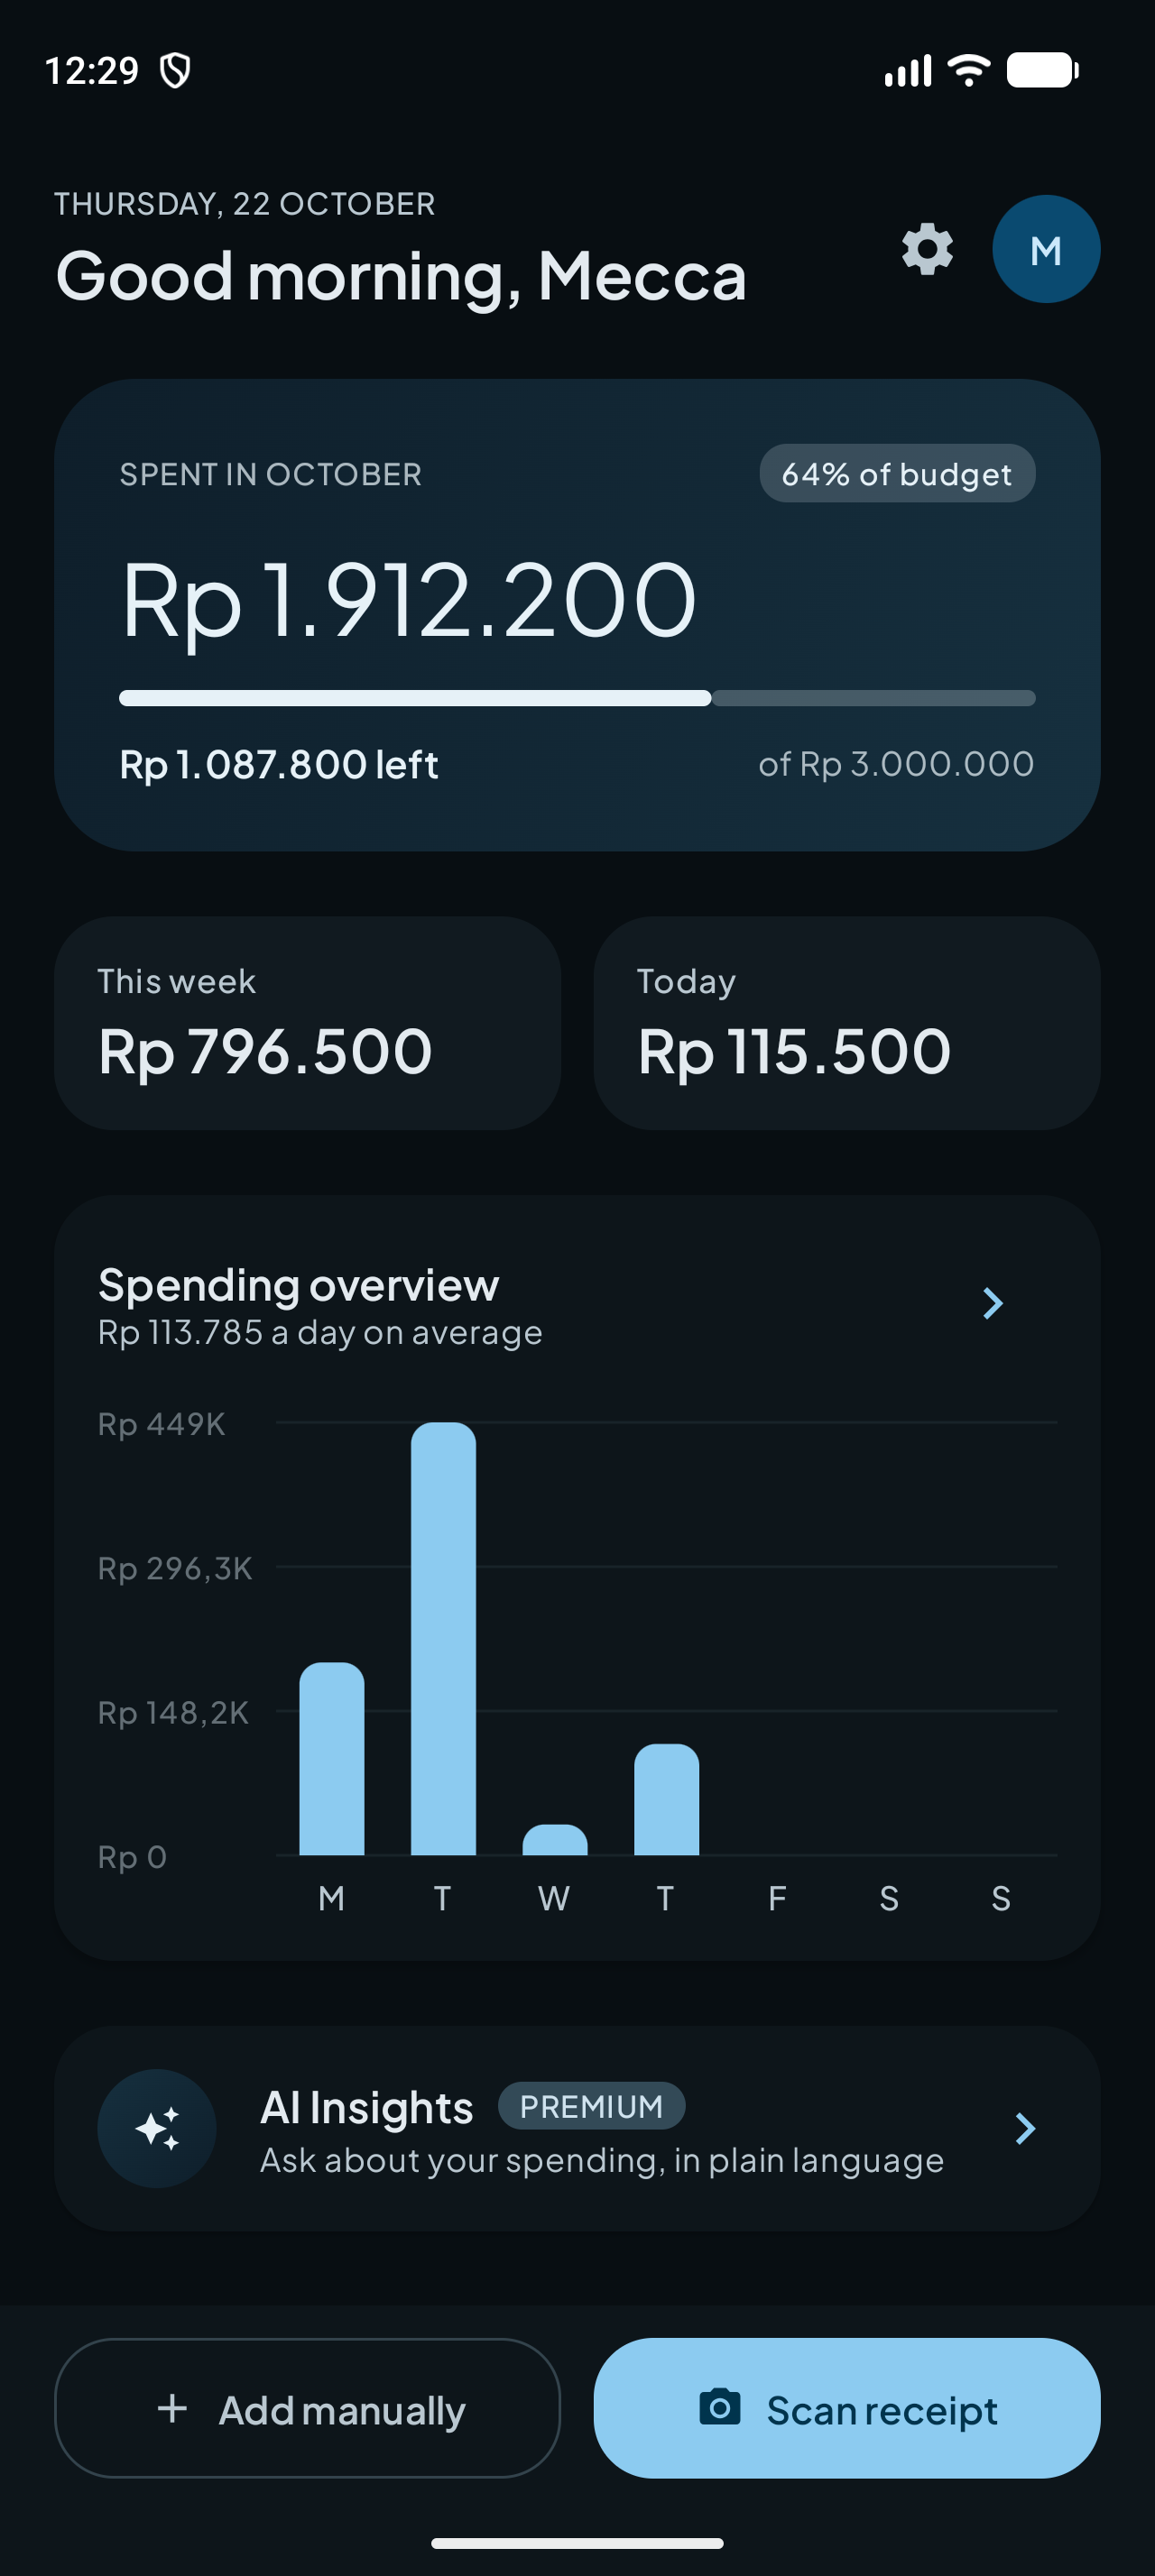 12:29
THURSDAY, 22 OCTOBER
Good morning, Mecca
M
SPENT IN OCTOBER
64% of budget
Rp 1.912.200
Rp 1.087.800 left
of Rp 3.000.000
This week
Rp 796.500
Today
Rp 115.500
Spending overview
Rp 113.785 a day on average
Rp 449K
Rp 296,3K
Rp 148,2K
Rp 0
M T W T F S S
AI Insights PREMIUM
Ask about your spending, in plain language
Add manually
Scan receipt